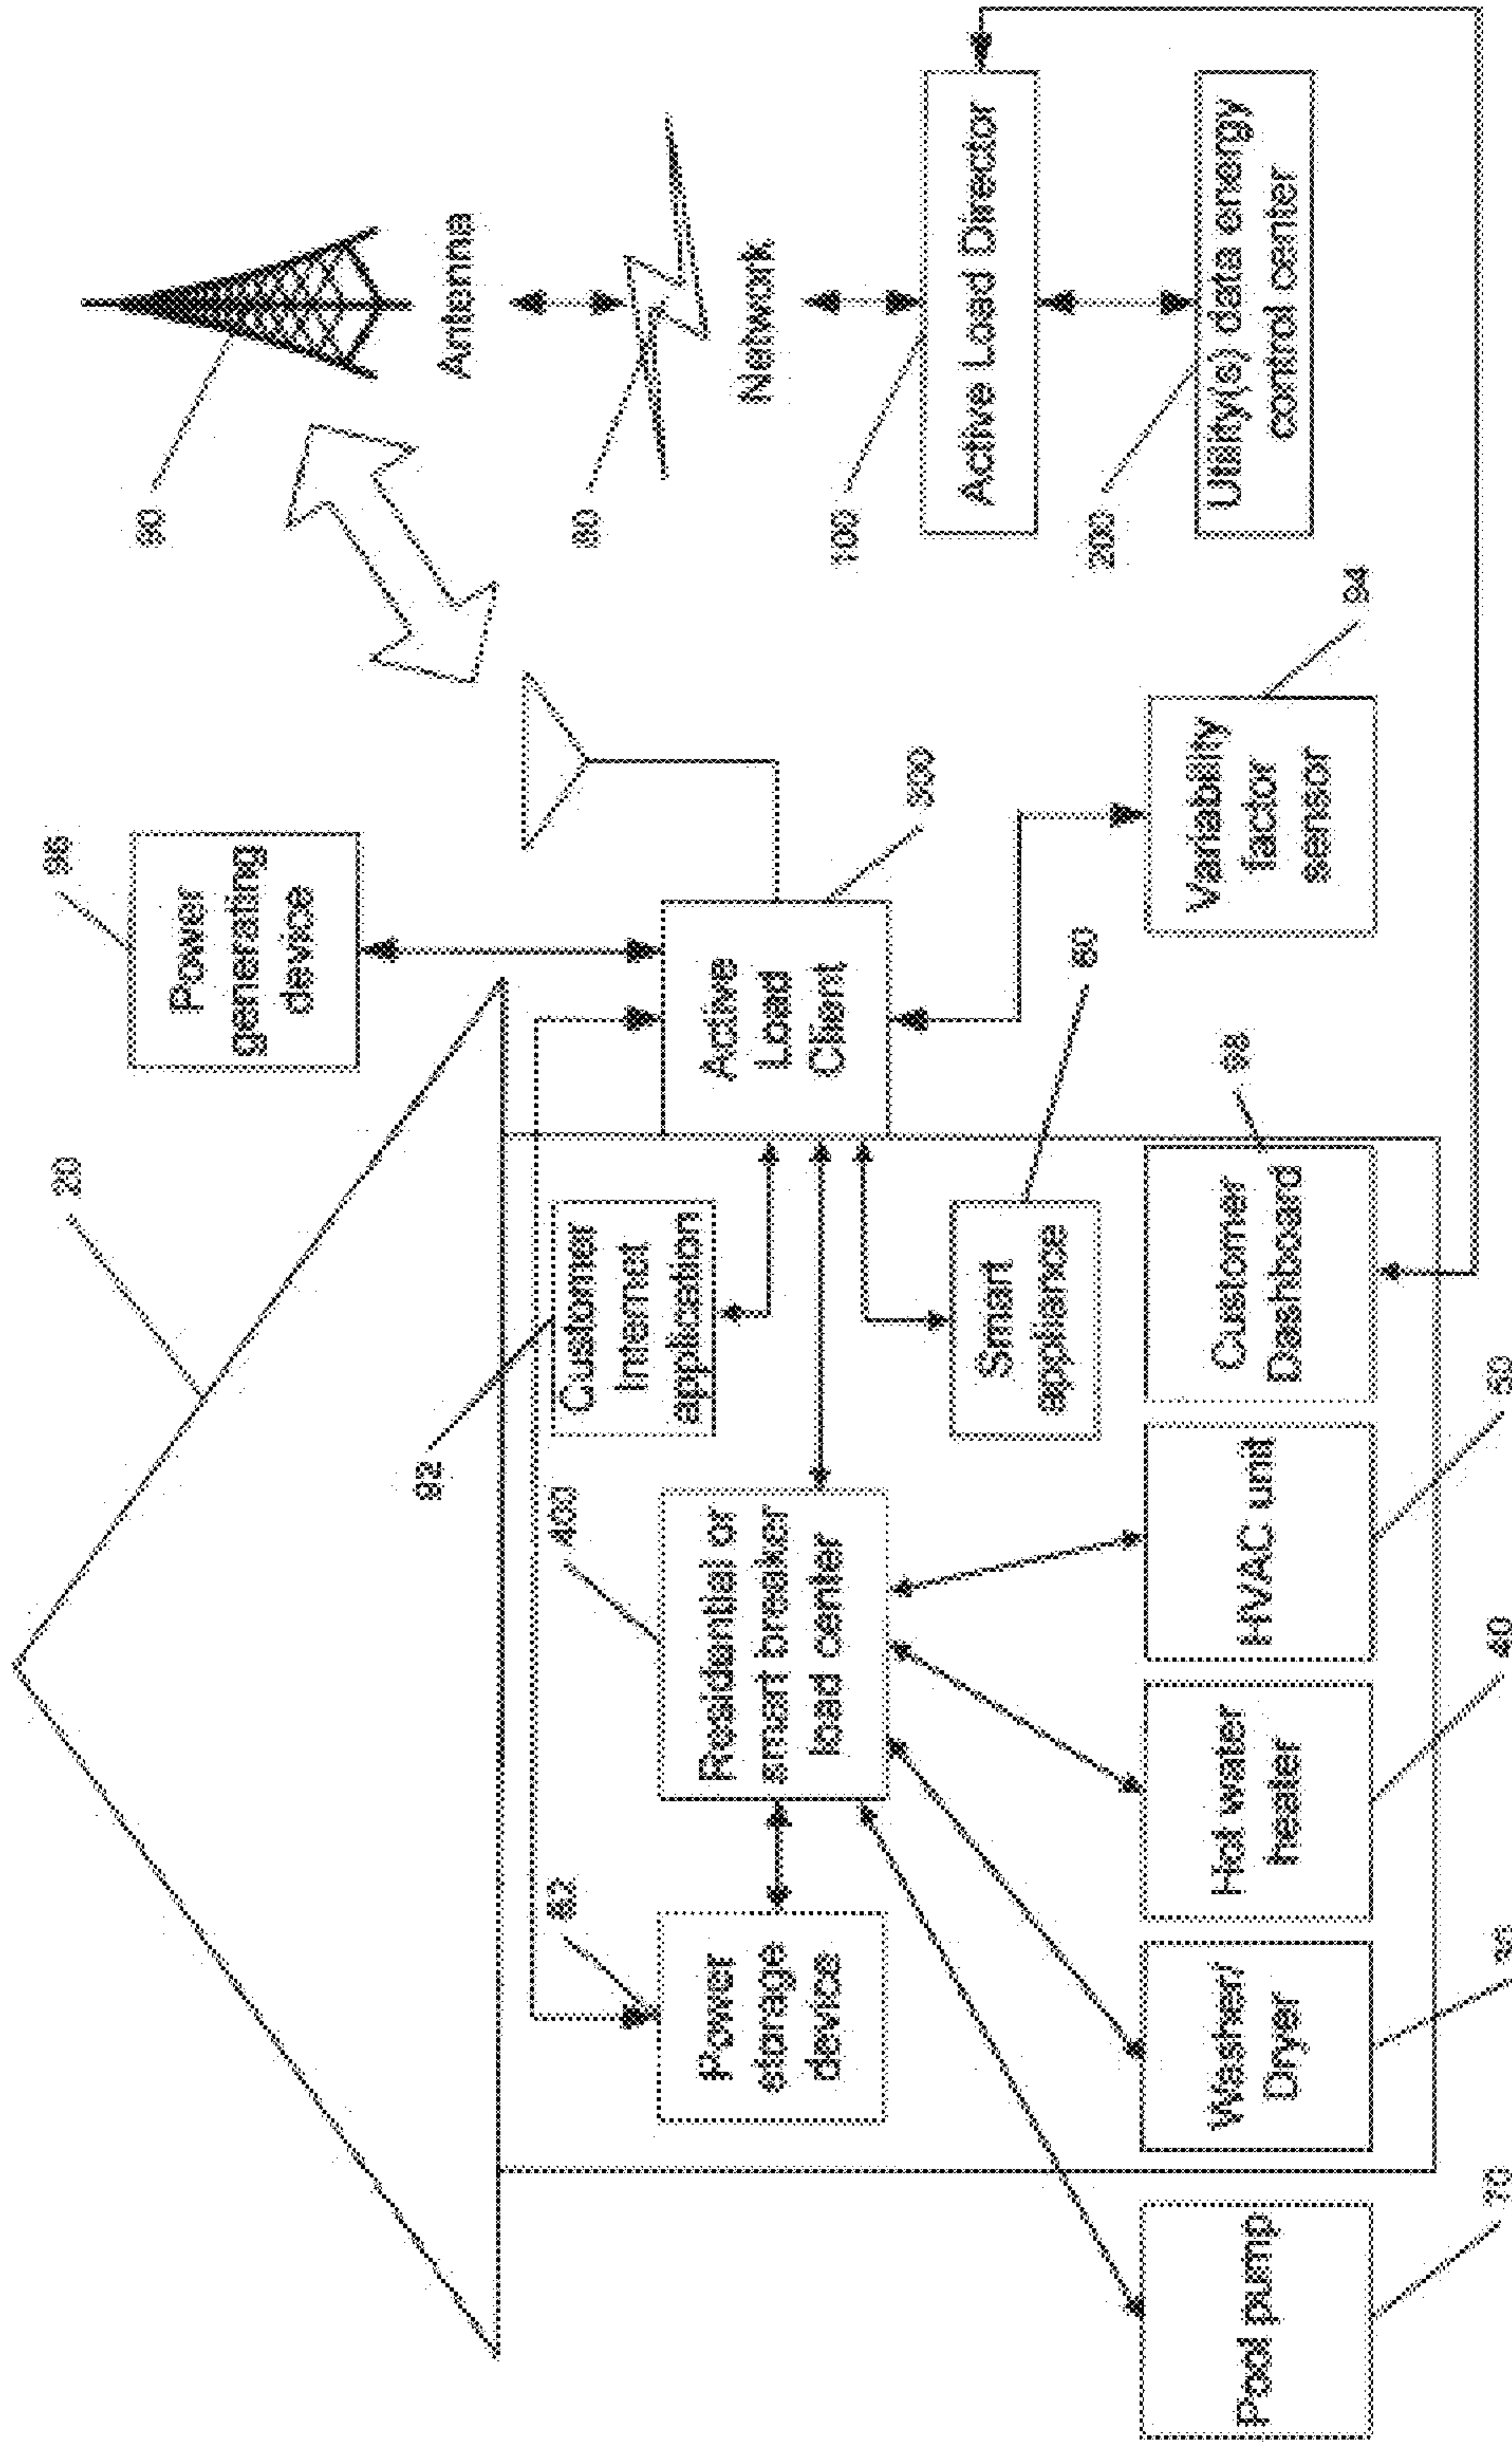 20
96
Power
generating
device
90
Antenna
92
Customer
Internet
application
62
400
Power
storage
device
Residential or
smart breaker
load center
Active
Load
Client
300
80
Network
60
Smart
appliance
100
Active Load Director
200
Utility(s) data energy
control center
94
Variability
factor
sensor
98
Pool pump
Washer/
Dryer
Hot water
heater
HVAC unit
Customer
Dashboard
70
30
40
50